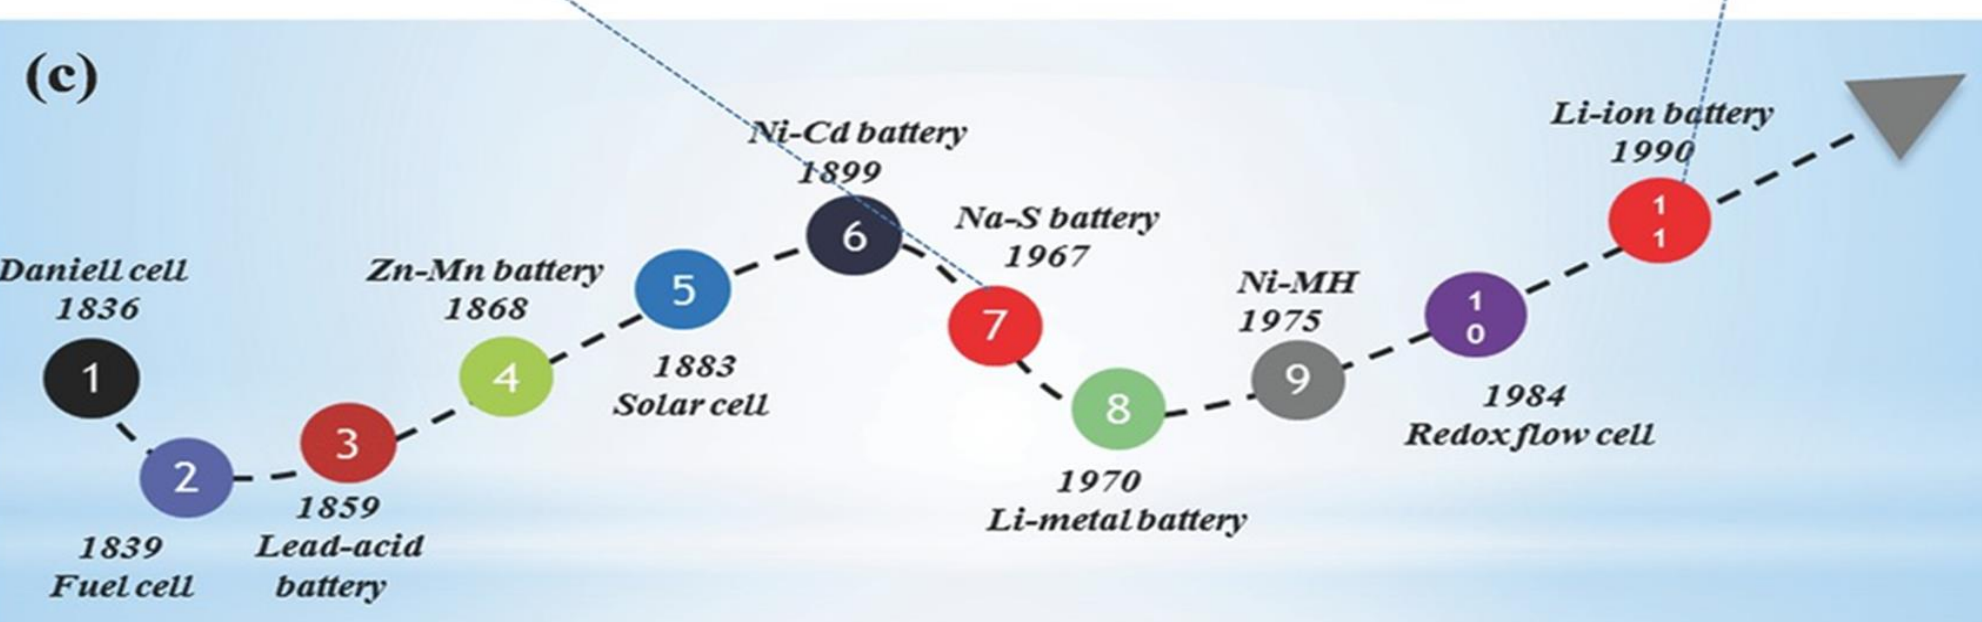 (c)
Daniell cell
1836
1
2
1839
Fuel cell
3
1859
Lead-acid
battery
Zn-Mn battery
1868
4
5
1883
Solar cell
Ni-Cd battery
1899
6
Na-S battery
1967
7
8
1970
Li-metal battery
Ni-MH
1975
9
1
0
1984
Redox flow cell
Li-ion battery
1990
1
1